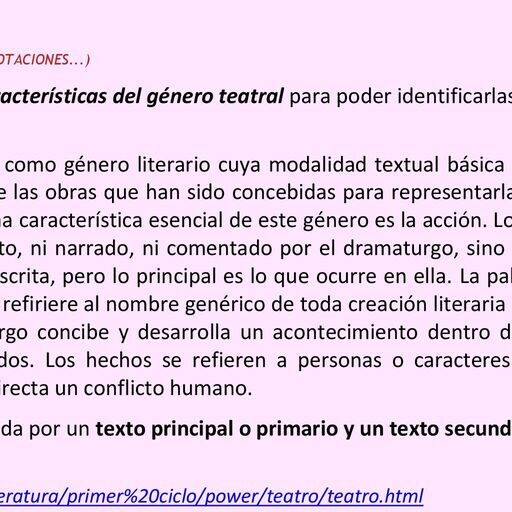 OTACIONES...)
racterísticas del género teatral para poder identificarlas
como género literario cuya modalidad textual básica
e las obras que han sido concebidas para representarla
a característica esencial de este género es la acción. Lo
to, ni narrado, ni comentado por el dramaturgo, sino
scrita, pero lo principal es lo que ocurre en ella. La pal
refiriere al nombre genérico de toda creación literaria
rgo concibe y desarrolla un acontecimiento dentro d
dos. Los hechos se refieren a personas o caracteres
irecta un conflicto humano.
da por un texto principal o primario y un texto secund
eratura/primer%20ciclo/power/teatro/teatro.html